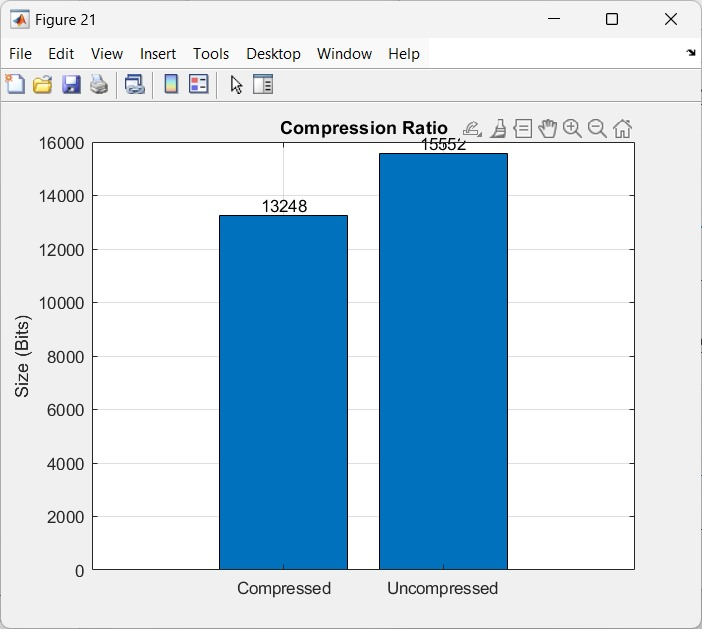 Figure 21
File Edit View Insert Tools Desktop Window Help
Compression Ratio
16000
14000
12000
10000
8000
6000
4000
2000
0
Size (Bits)
13248
15552
Compressed Uncompressed